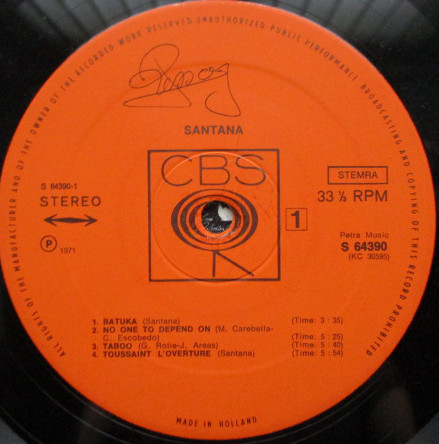 ALL RIGHTS OF THE MANUFACTURER AND OF THE OWNER OF THE RECORDED WORK RESERVED UNAUTHORIZED PUBLIC PERFORMANCE BROADCASTING AND COPYING OF THIS RECORD PROHIBITED
SANTANA
CBS
S 64390-1
STEREO
STEMRA
33 ⅓ RPM
1
℗ 1971
Petra Music
S 64390
(KC 30595)
1. BATUKA (Santana) (Time: 3 : 35)
2. NO ONE TO DEPEND ON (M. Carebella-
C. Escobedo) (Time: 5 : 25)
3. TABOO (G. Rolie-J. Areas) (Time: 5 : 40)
4. TOUSSAINT L'OVERTURE (Santana) (Time: 5 : 54)
MADE IN HOLLAND